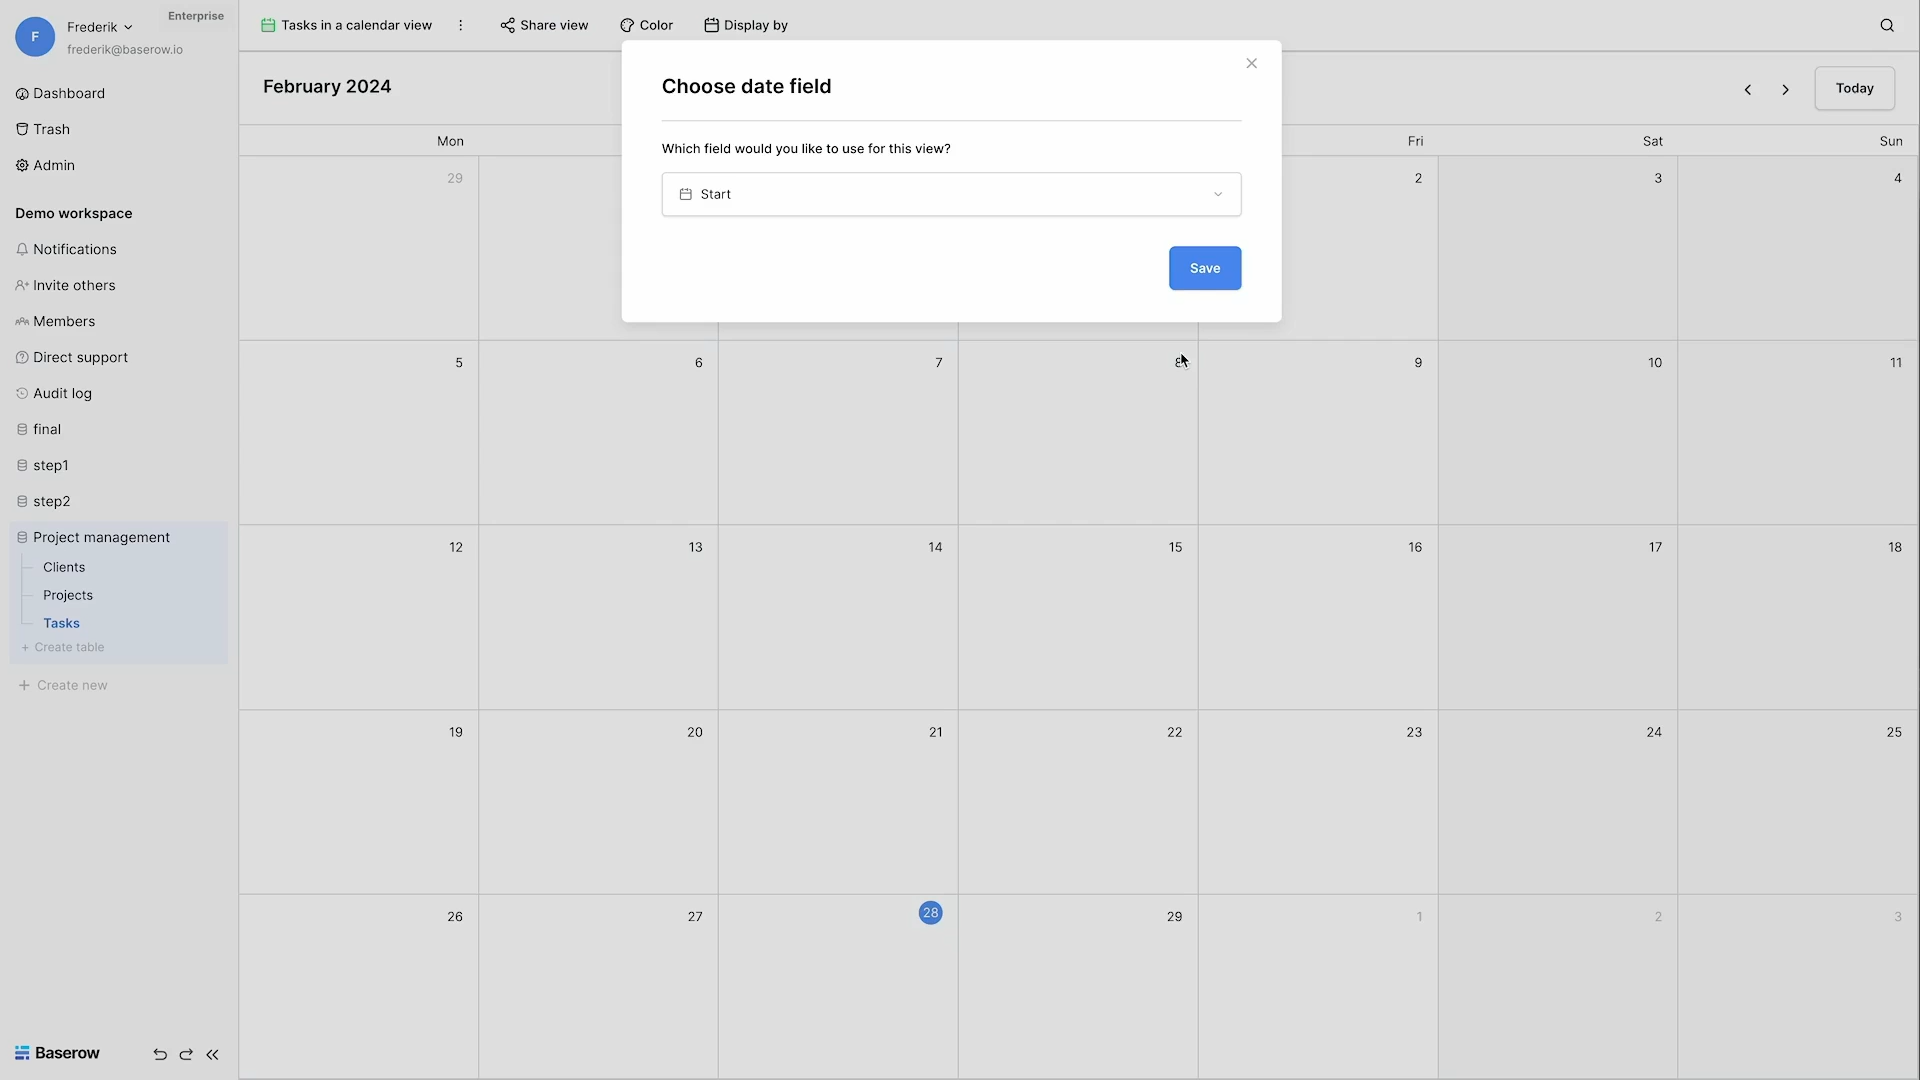 F
Frederik
Enterprise
frederik@baserow.io
Dashboard
Trash
Admin
Demo workspace
Notifications
Invite others
Members
Direct support
Audit log
final
step1
step2
Project management
Clients
Projects
Tasks
+ Create table
+ Create new
Baserow
Tasks in a calendar view
Share view
Color
Display by
February 2024
Today
Choose date field
Which field would you like to use for this view?
Start
Save
Mon Fri Sat Sun
29 2 3 4
5 6 7 8 9 10 11
12 13 14 15 16 17 18
19 20 21 22 23 24 25
26 27 28 29 1 2 3